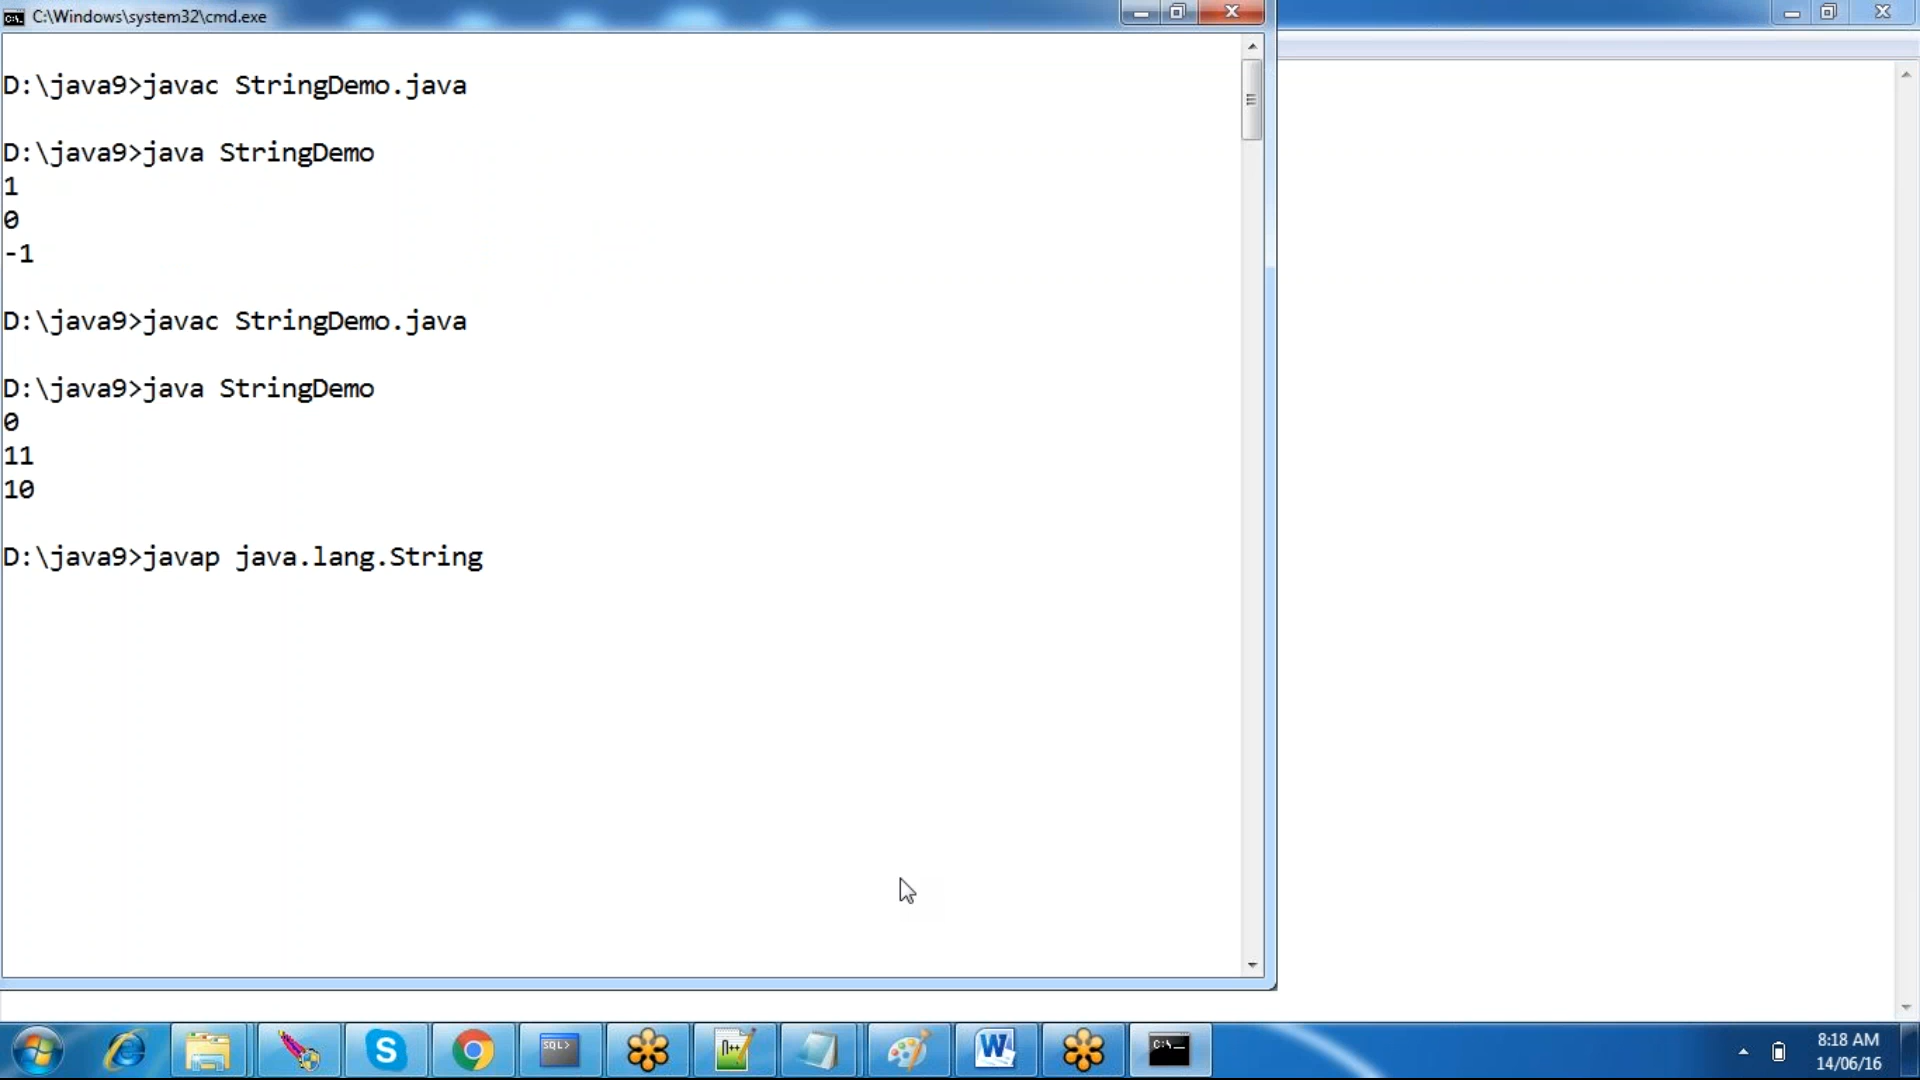 C:\Windows\system32\cmd.exe
D:\java9>javac StringDemo.java
D:\java9>java StringDemo
1
0
-1
D:\java9>javac StringDemo.java
D:\java9>java StringDemo
0
11
10
D:\java9>javap java.lang.String
SQL>
8:18 AM
14/06/16